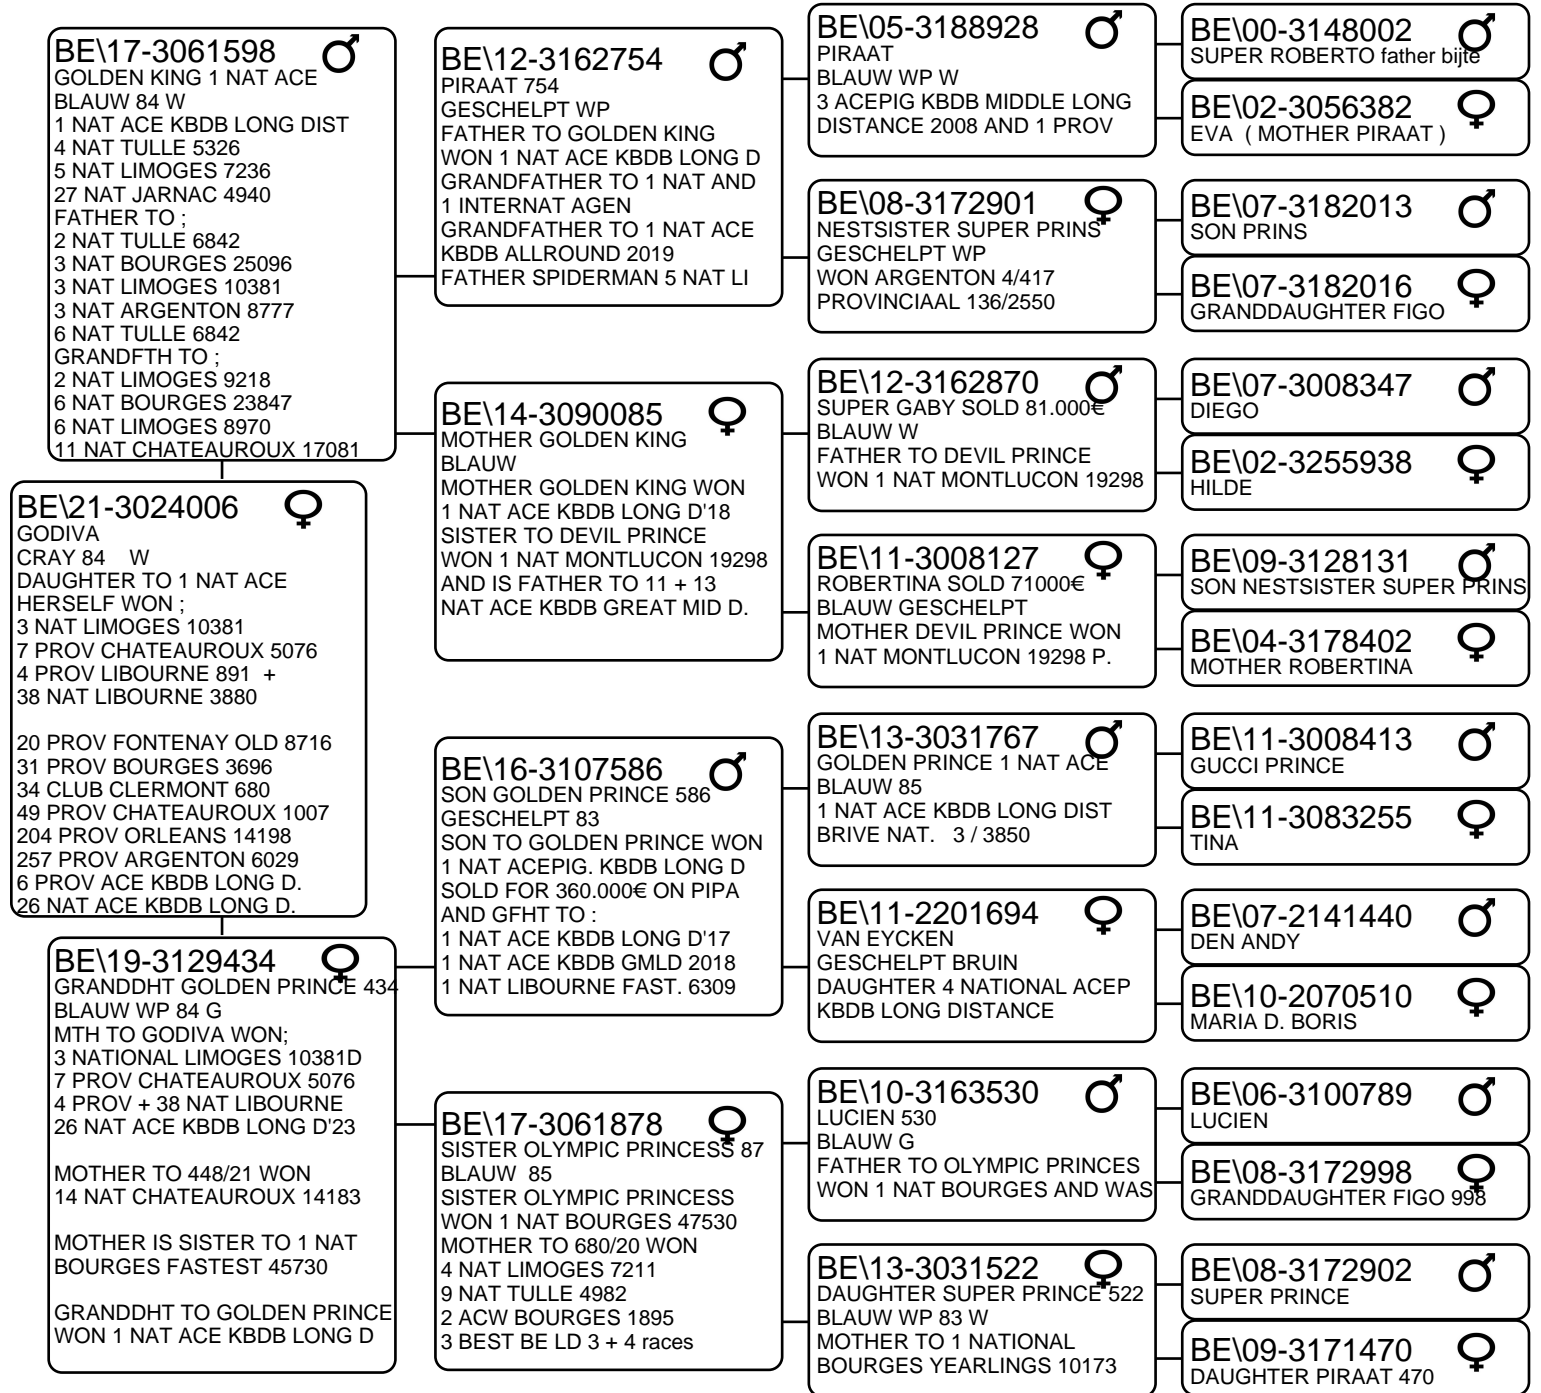 BE\17-3061598
GOLDEN KING 1 NAT ACE
BLAUW 84 W
1 NAT ACE KBDB LONG DIST
4 NAT TULLE 5326
5 NAT LIMOGES 7236
27 NAT JARNAC 4940
FATHER TO ;
2 NAT TULLE 6842
3 NAT BOURGES 25096
3 NAT LIMOGES 10381
3 NAT ARGENTON 8777
6 NAT TULLE 6842
GRANDFTH TO ;
2 NAT LIMOGES 9218
6 NAT BOURGES 23847
6 NAT LIMOGES 8970
11 NAT CHATEAUROUX 17081
BE\21-3024006
GODIVA
CRAY 84 W
DAUGHTER TO 1 NAT ACE
HERSELF WON ;
3 NAT LIMOGES 10381
7 PROV CHATEAUROUX 5076
4 PROV LIBOURNE 891 +
38 NAT LIBOURNE 3880
20 PROV FONTENAY OLD 8716
31 PROV BOURGES 3696
34 CLUB CLERMONT 680
49 PROV CHATEAUROUX 1007
204 PROV ORLEANS 14198
257 PROV ARGENTON 6029
6 PROV ACE KBDB LONG D.
26 NAT ACE KBDB LONG D.
BE\19-3129434
GRANDDHT GOLDEN PRINCE 434
BLAUW WP 84 G
MTH TO GODIVA WON;
3 NATIONAL LIMOGES 10381D
7 PROV CHATEAUROUX 5076
4 PROV + 38 NAT LIBOURNE
26 NAT ACE KBDB LONG D'23
MOTHER TO 448/21 WON
14 NAT CHATEAUROUX 14183
MOTHER IS SISTER TO 1 NAT
BOURGES FASTEST 45730
GRANDDHT TO GOLDEN PRINCE
WON 1 NAT ACE KBDB LONG D
BE\12-3162754
PIRAAT 754
GESCHELPT WP
FATHER TO GOLDEN KING
WON 1 NAT ACE KBDB LONG D
GRANDFATHER TO 1 NAT AND
1 INTERNAT AGEN
GRANDFATHER TO 1 NAT ACE
KBDB ALLROUND 2019
FATHER SPIDERMAN 5 NAT LI
BE\14-3090085
MOTHER GOLDEN KING
BLAUW
MOTHER GOLDEN KING WON
1 NAT ACE KBDB LONG D'18
SISTER TO DEVIL PRINCE
WON 1 NAT MONTLUCON 19298
AND IS FATHER TO 11 + 13
NAT ACE KBDB GREAT MID D.
BE\16-3107586
SON GOLDEN PRINCE 586
GESCHELPT 83
SON TO GOLDEN PRINCE WON
1 NAT ACEPIG. KBDB LONG D
SOLD FOR 360.000€ ON PIPA
AND GFHT TO :
1 NAT ACE KBDB LONG D'17
1 NAT ACE KBDB GMLD 2018
1 NAT LIBOURNE FAST. 6309
BE\17-3061878
SISTER OLYMPIC PRINCESS 87
BLAUW 85
SISTER OLYMPIC PRINCESS
WON 1 NAT BOURGES 47530
MOTHER TO 680/20 WON
4 NAT LIMOGES 7211
9 NAT TULLE 4982
2 ACW BOURGES 1895
3 BEST BE LD 3 + 4 races
BE\05-3188928
PIRAAT
BLAUW WP W
3 ACEPIG KBDB MIDDLE LONG
DISTANCE 2008 AND 1 PROV
BE\08-3172901
NESTSISTER SUPER PRINS
GESCHELPT WP
WON ARGENTON 4/417
PROVINCIAAL 136/2550
BE\12-3162870
SUPER GABY SOLD 81.000€
BLAUW W
FATHER TO DEVIL PRINCE
WON 1 NAT MONTLUCON 19298
BE\11-3008127
ROBERTINA SOLD 71000€
BLAUW GESCHELPT
MOTHER DEVIL PRINCE WON
1 NAT MONTLUCON 19298 P.
BE\13-3031767
GOLDEN PRINCE 1 NAT ACE
BLAUW 85
1 NAT ACE KBDB LONG DIST
BRIVE NAT. 3 / 3850
BE\11-2201694
VAN EYCKEN
GESCHELPT BRUIN
DAUGHTER 4 NATIONAL ACEP
KBDB LONG DISTANCE
BE\10-3163530
LUCIEN 530
BLAUW G
FATHER TO OLYMPIC PRINCES
WON 1 NAT BOURGES AND WAS
BE\13-3031522
DAUGHTER SUPER PRINCE 522
BLAUW WP 83 W
MOTHER TO 1 NATIONAL
BOURGES YEARLINGS 10173
BE\00-3148002
SUPER ROBERTO father bijte
BE\02-3056382
EVA ( MOTHER PIRAAT )
BE\07-3182013
SON PRINS
BE\07-3182016
GRANDDAUGHTER FIGO
BE\07-3008347
DIEGO
BE\02-3255938
HILDE
BE\09-3128131
SON NESTSISTER SUPER PRINS
BE\04-3178402
MOTHER ROBERTINA
BE\11-3008413
GUCCI PRINCE
BE\11-3083255
TINA
BE\07-2141440
DEN ANDY
BE\10-2070510
MARIA D. BORIS
BE\06-3100789
LUCIEN
BE\08-3172998
GRANDDAUGHTER FIGO 998
BE\08-3172902
SUPER PRINCE
BE\09-3171470
DAUGHTER PIRAAT 470